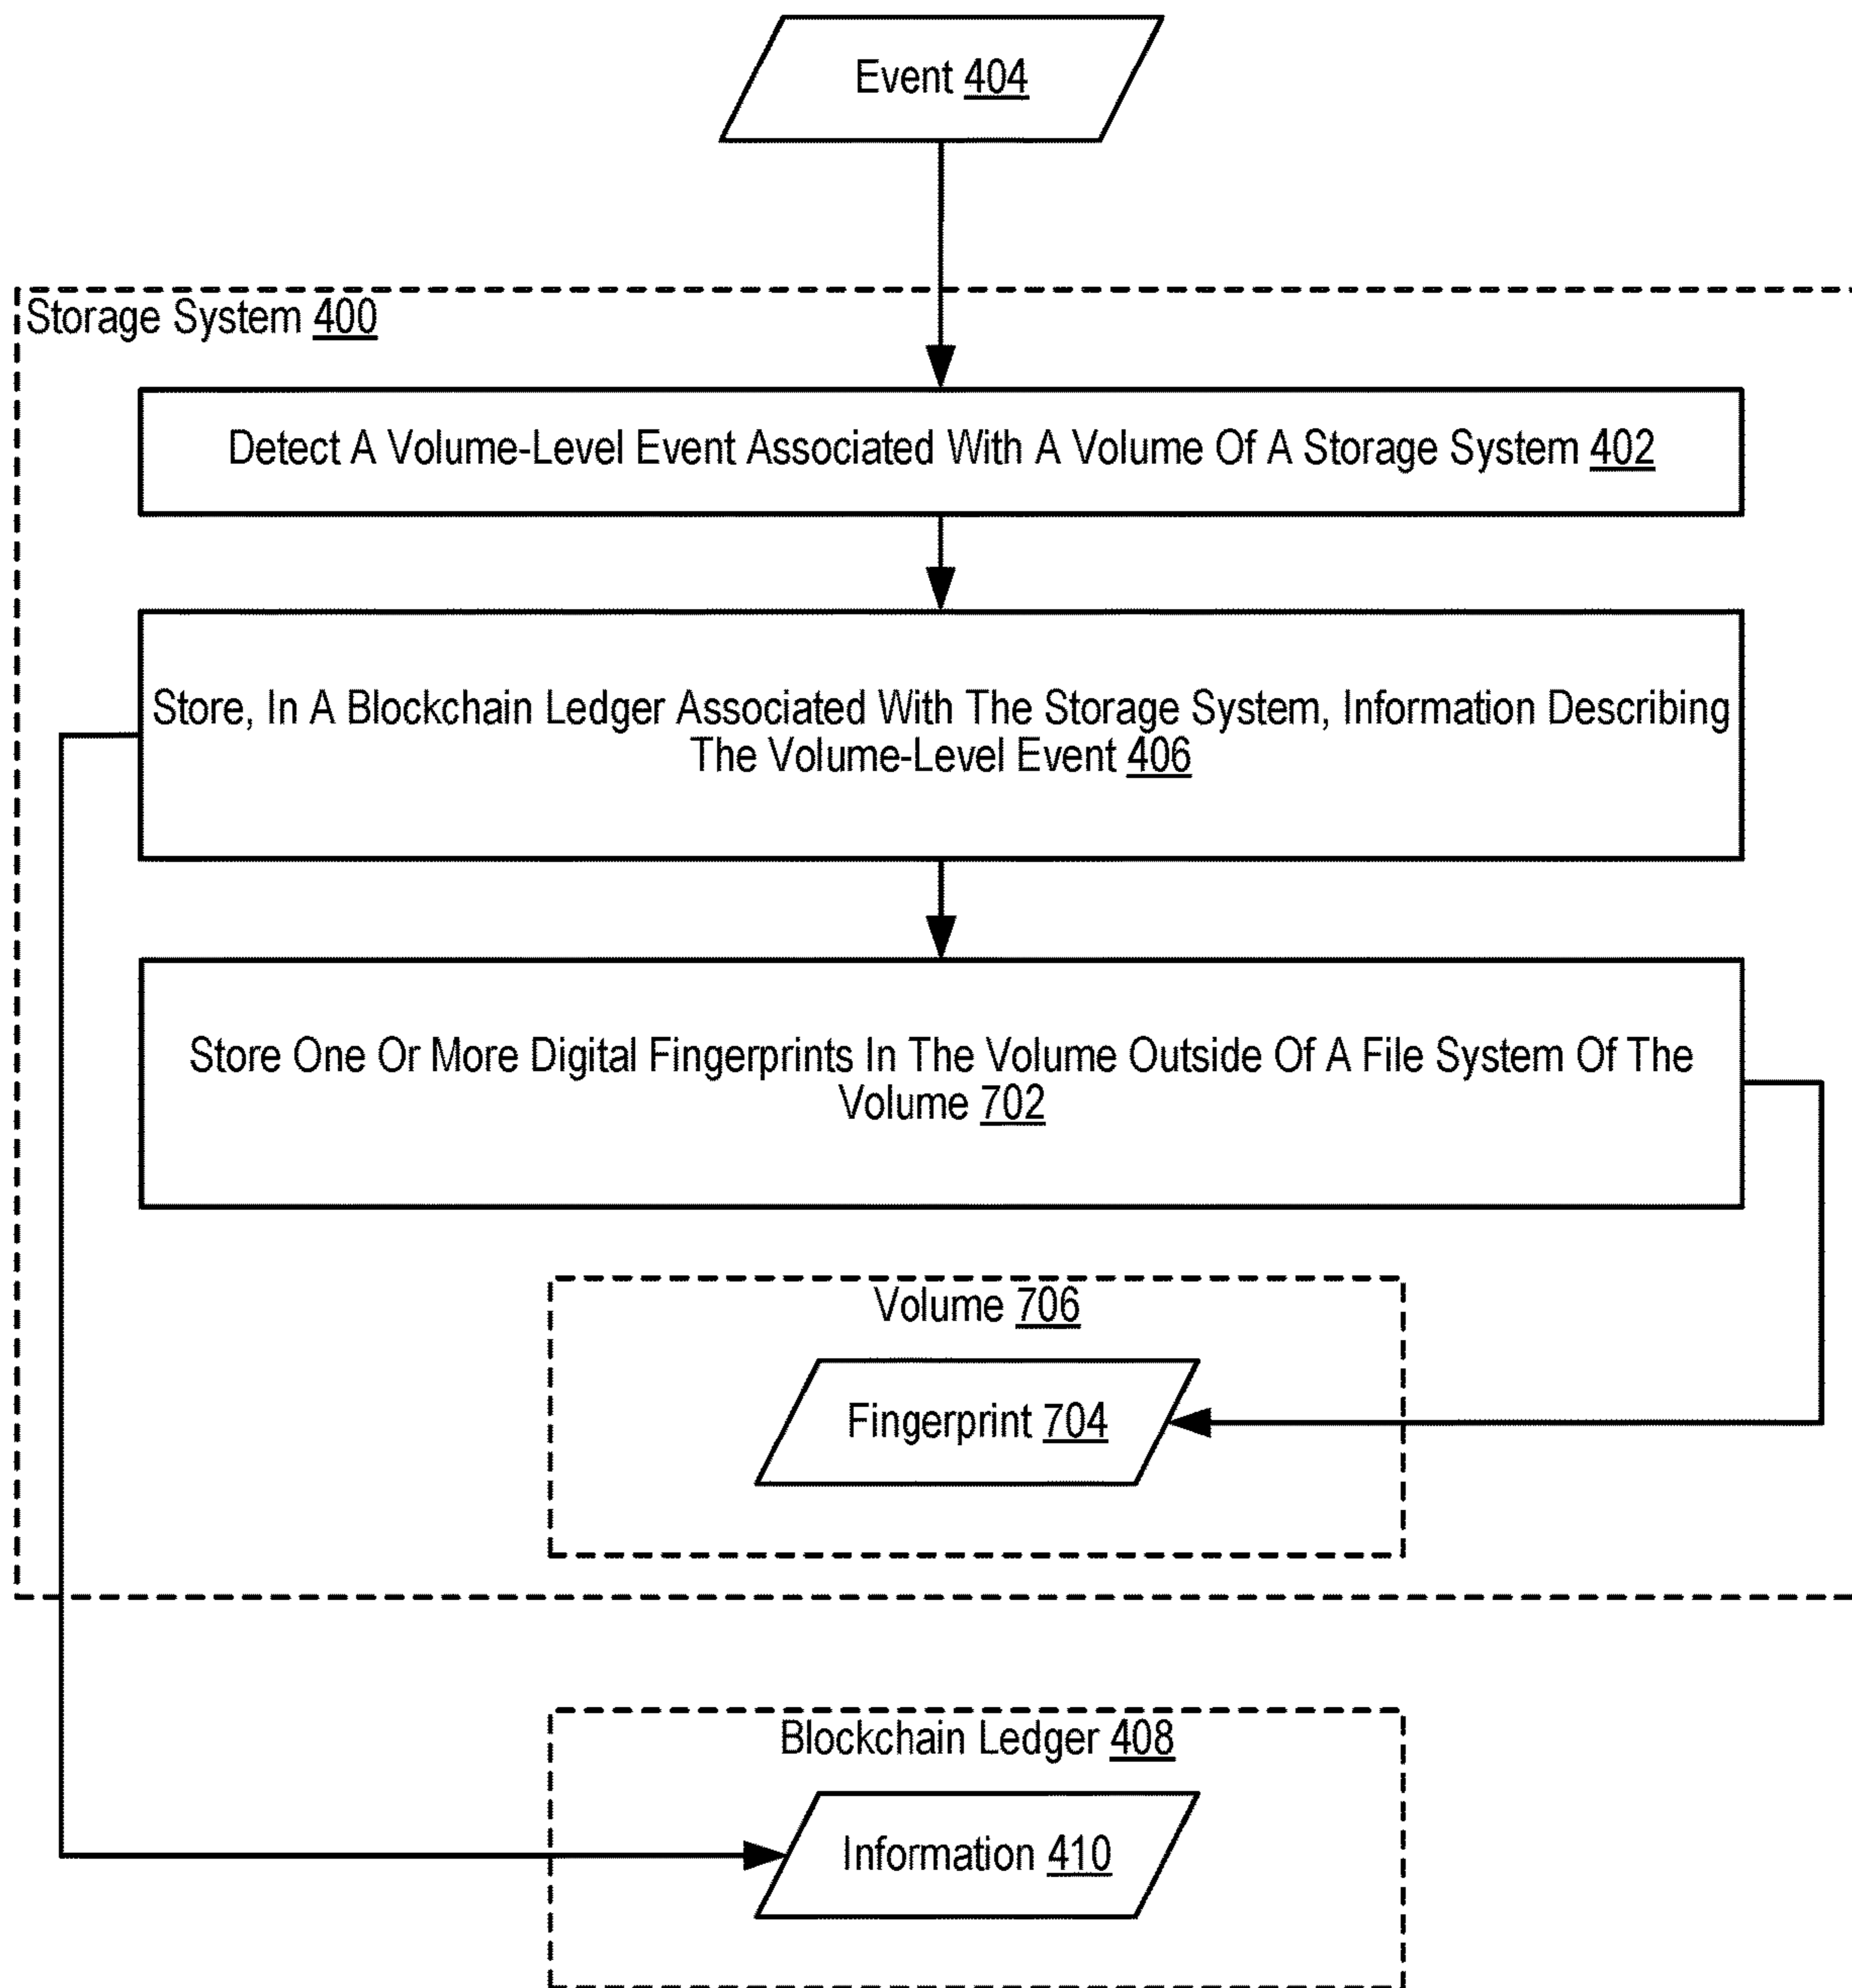 Event 404
Storage System 400
Detect A Volume-Level Event Associated With A Volume Of A Storage System 402
Store, In A Blockchain Ledger Associated With The Storage System, Information Describing
The Volume-Level Event 406
Store One Or More Digital Fingerprints In The Volume Outside Of A File System Of The
Volume 702
Volume 706
Fingerprint 704
Blockchain Ledger 408
Information 410